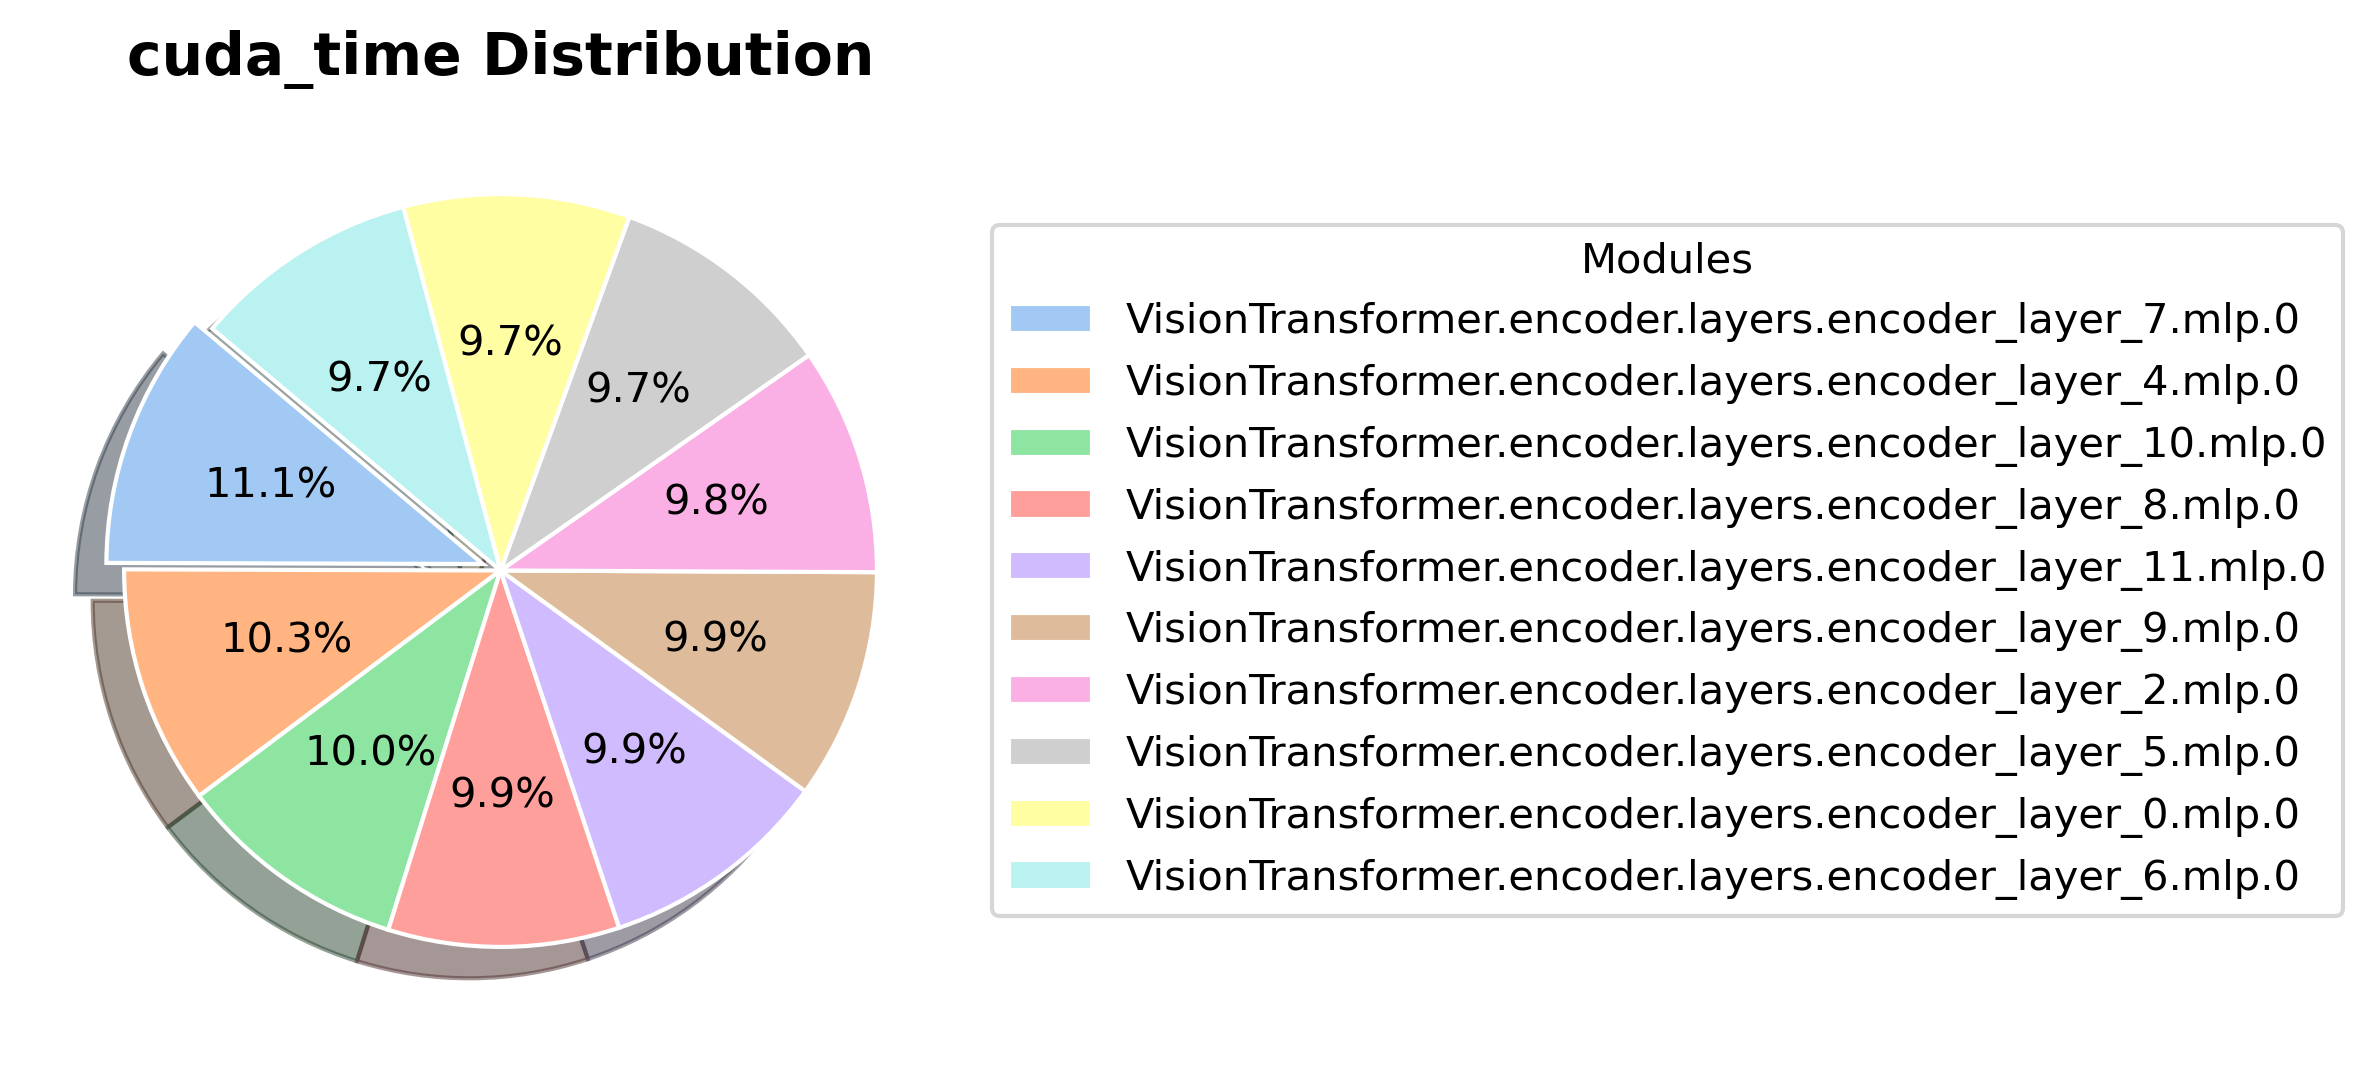 cuda_time Distribution
9.7%
9.7%
9.7%
11.1%
9.8%
10.3%
9.9%
10.0%
9.9%
9.9%
Modules
VisionTransformer.encoder.layers.encoder_layer_7.mlp.0
VisionTransformer.encoder.layers.encoder_layer_4.mlp.0
VisionTransformer.encoder.layers.encoder_layer_10.mlp.0
VisionTransformer.encoder.layers.encoder_layer_8.mlp.0
VisionTransformer.encoder.layers.encoder_layer_11.mlp.0
VisionTransformer.encoder.layers.encoder_layer_9.mlp.0
VisionTransformer.encoder.layers.encoder_layer_2.mlp.0
VisionTransformer.encoder.layers.encoder_layer_5.mlp.0
VisionTransformer.encoder.layers.encoder_layer_0.mlp.0
VisionTransformer.encoder.layers.encoder_layer_6.mlp.0